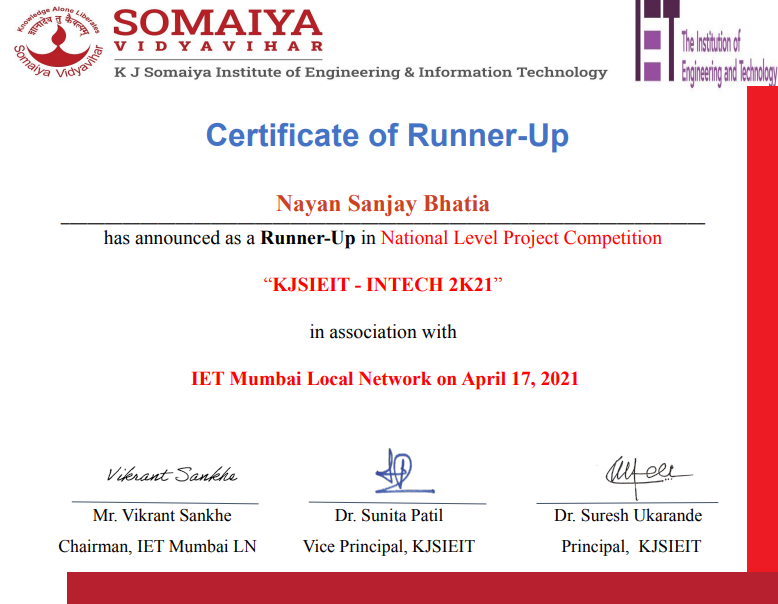 Knowledge Alone Liberates
ज्ञानादेव तु कैवल्यम्
Somaiya Vidyavihar
SOMAIYA
VIDYAVIHAR
K J Somaiya Institute of Engineering & Information Technology
IET
The Institution of
Engineering and Technology
Certificate of Runner-Up
Nayan Sanjay Bhatia
has announced as a Runner-Up in National Level Project Competition
“KJSIEIT - INTECH 2K21”
in association with
IET Mumbai Local Network on April 17, 2021
Vikrant Sankhe
Mr. Vikrant Sankhe
Dr. Sunita Patil
Dr. Suresh Ukarande
Chairman, IET Mumbai LN
Vice Principal, KJSIEIT
Principal, KJSIEIT